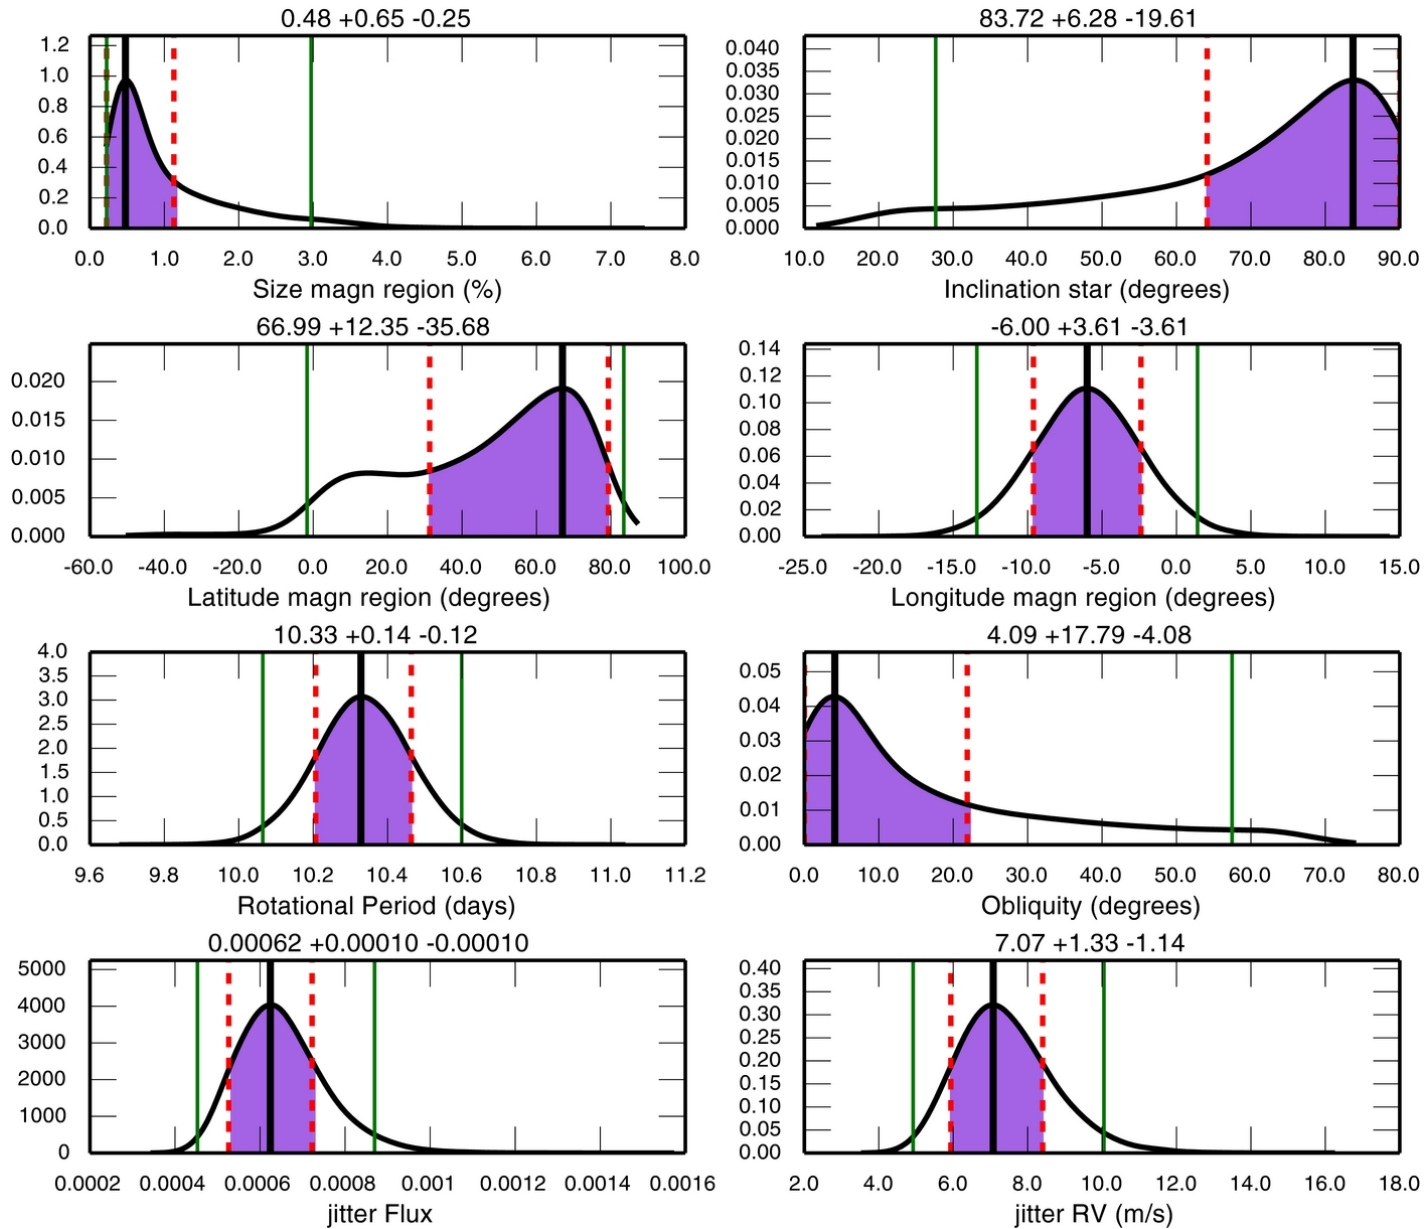 0.48 +0.65 -0.25
1.2
1.0
0.8
0.6
0.4
0.2
0.0
0.0 1.0 2.0 3.0 4.0 5.0 6.0 7.0 8.0
Size magn region (%)
83.72 +6.28 -19.61
0.040
0.035
0.030
0.025
0.020
0.015
0.010
0.005
0.000
10.0 20.0 30.0 40.0 50.0 60.0 70.0 80.0 90.0
Inclination star (degrees)
66.99 +12.35 -35.68
0.020
0.015
0.010
0.005
0.000
-60.0 -40.0 -20.0 0.0 20.0 40.0 60.0 80.0 100.0
Latitude magn region (degrees)
-6.00 +3.61 -3.61
0.14
0.12
0.10
0.08
0.06
0.04
0.02
0.00
-25.0 -20.0 -15.0 -10.0 -5.0 0.0 5.0 10.0 15.0
Longitude magn region (degrees)
10.33 +0.14 -0.12
4.0
3.5
3.0
2.5
2.0
1.5
1.0
0.5
0.0
9.6 9.8 10.0 10.2 10.4 10.6 10.8 11.0 11.2
Rotational Period (days)
4.09 +17.79 -4.08
0.05
0.04
0.03
0.02
0.01
0.00
0.0 10.0 20.0 30.0 40.0 50.0 60.0 70.0 80.0
Obliquity (degrees)
0.00062 +0.00010 -0.00010
5000
4000
3000
2000
1000
0
0.0002 0.0004 0.0006 0.0008 0.001 0.0012 0.0014 0.0016
jitter Flux
7.07 +1.33 -1.14
0.40
0.35
0.30
0.25
0.20
0.15
0.10
0.05
0.00
2.0 4.0 6.0 8.0 10.0 12.0 14.0 16.0 18.0
jitter RV (m/s)